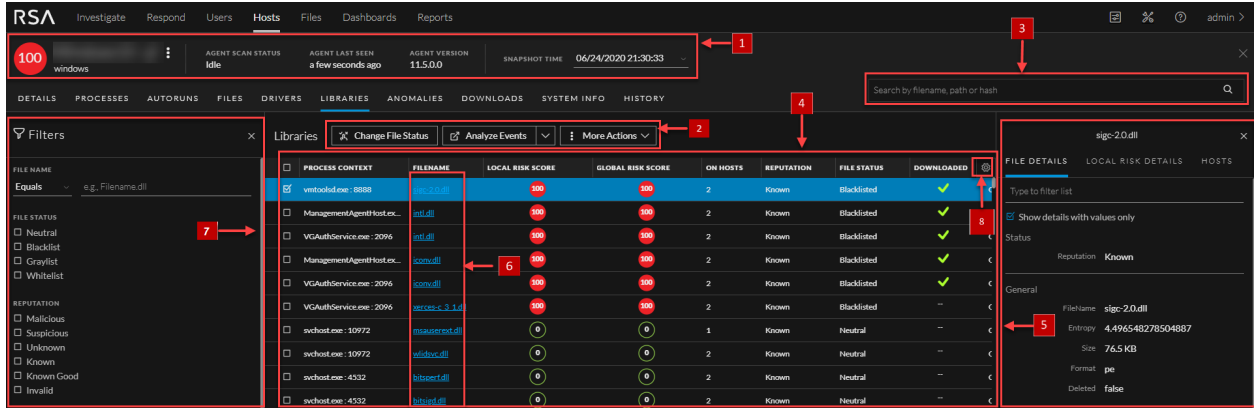 RSA Investigate Respond Users Hosts Files Dashboards Reports admin >
1
3
100
windows
AGENT SCAN STATUS
Idle
AGENT LAST SEEN
a few seconds ago
AGENT VERSION
11.5.0.0
SNAPSHOT TIME 06/24/2020 21:30:33
DETAILS PROCESSES AUTORUNS FILES DRIVERS LIBRARIES ANOMALIES DOWNLOADS SYSTEM INFO HISTORY
Search by filename, path or hash
4
Filters
FILE NAME
Equals e.g., Filename.dll
FILE STATUS
Neutral
Blacklist
Graylist
Whitelist
REPUTATION
Malicious
Suspicious
Unknown
Known
Known Good
Invalid
7
Libraries Change File Status Analyze Events More Actions
2
PROCESS CONTEXT FILENAME LOCAL RISK SCORE GLOBAL RISK SCORE ON HOSTS REPUTATION FILE STATUS DOWNLOADED
vmtoolsd.exe : 8888 sigc-2.0.dll 100 100 2 Known Blacklisted
ManagementAgentHost.ex... intl.dll 100 100 2 Known Blacklisted
VGAuthService.exe : 2096 intl.dll 100 100 2 Known Blacklisted
ManagementAgentHost.ex... iconv.dll 100 100 2 Known Blacklisted
VGAuthService.exe : 2096 iconv.dll 100 100 2 Known Blacklisted
VGAuthService.exe : 2096 xerces-c_3_1.dll 100 100 2 Known Blacklisted --
svchost.exe : 10972 msauserext.dll 0 0 1 Known Neutral --
svchost.exe : 10972 wlidsvc.dll 0 0 2 Known Neutral --
svchost.exe : 4532 bitsperf.dll 0 0 2 Known Neutral --
svchost.exe : 4532 bitsigd.dll 0 0 2 Known Neutral --
6
8
5
sigc-2.0.dll
FILE DETAILS LOCAL RISK DETAILS HOSTS
Type to filter list
Show details with values only
Status
Reputation Known
General
FileName sigc-2.0.dll
Entropy 4.496548278504887
Size 76.5 KB
Format pe
Deleted false